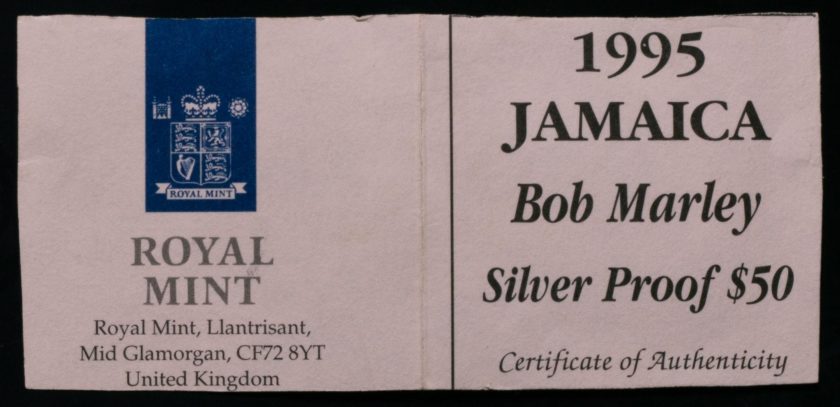 ROYAL MINT
ROYAL
MINT
Royal Mint, Llantrisant,
Mid Glamorgan, CF72 8YT
United Kingdom
1995
JAMAICA
Bob Marley
Silver Proof $50
Certificate of Authenticity